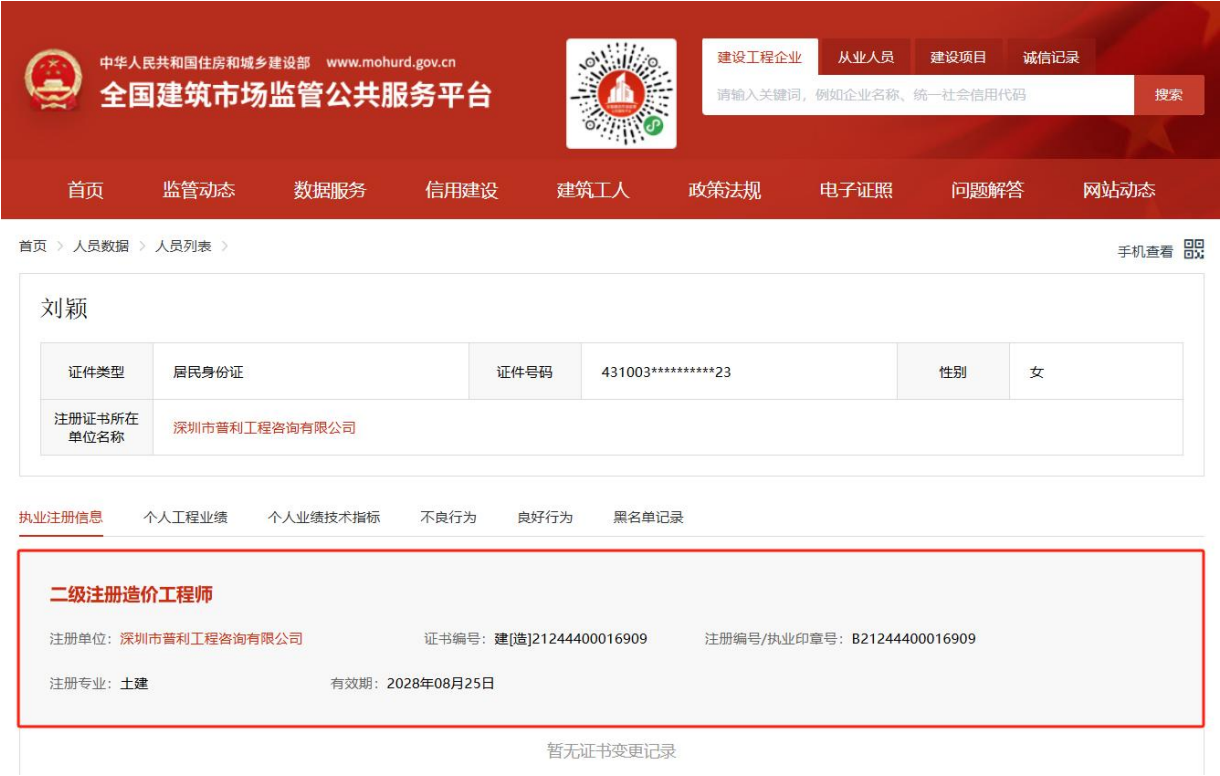 中华人民共和国住房和城乡建设部 www.mohurd.gov.cn
全国建筑市场监管公共服务平台
建设工程企业 从业人员 建设项目 诚信记录
请输入关键词，例如企业名称、统一社会信用代码 搜索
首页 监管动态 数据服务 信用建设 建筑工人 政策法规 电子证照 问题解答 网站动态
首页 > 人员数据 > 人员列表 >
手机查看
刘颖
证件类型 居民身份证 证件号码 431003**********23 性别 女
注册证书所在
单位名称
深圳市普利工程咨询有限公司
执业注册信息 个人工程业绩 个人业绩技术指标 不良行为 良好行为 黑名单记录
二级注册造价工程师
注册单位：深圳市普利工程咨询有限公司 证书编号：建[造]21244400016909 注册编号/执业印章号：B21244400016909
注册专业：土建 有效期：2028年08月25日
暂无证书变更记录